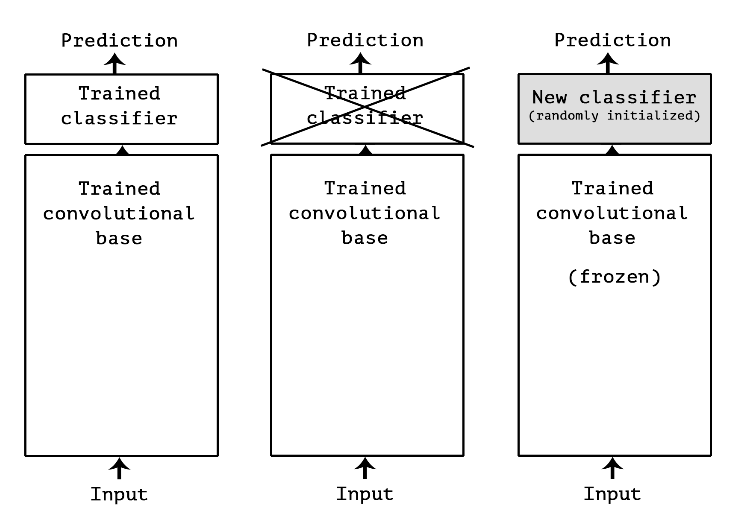 Prediction
Trained
classifier
Trained
convolutional
base
Input
Prediction
Trained
classifier
Trained
convolutional
base
Input
Prediction
New classifier
(randomly initialized)
Trained
convolutional
base
(frozen)
Input